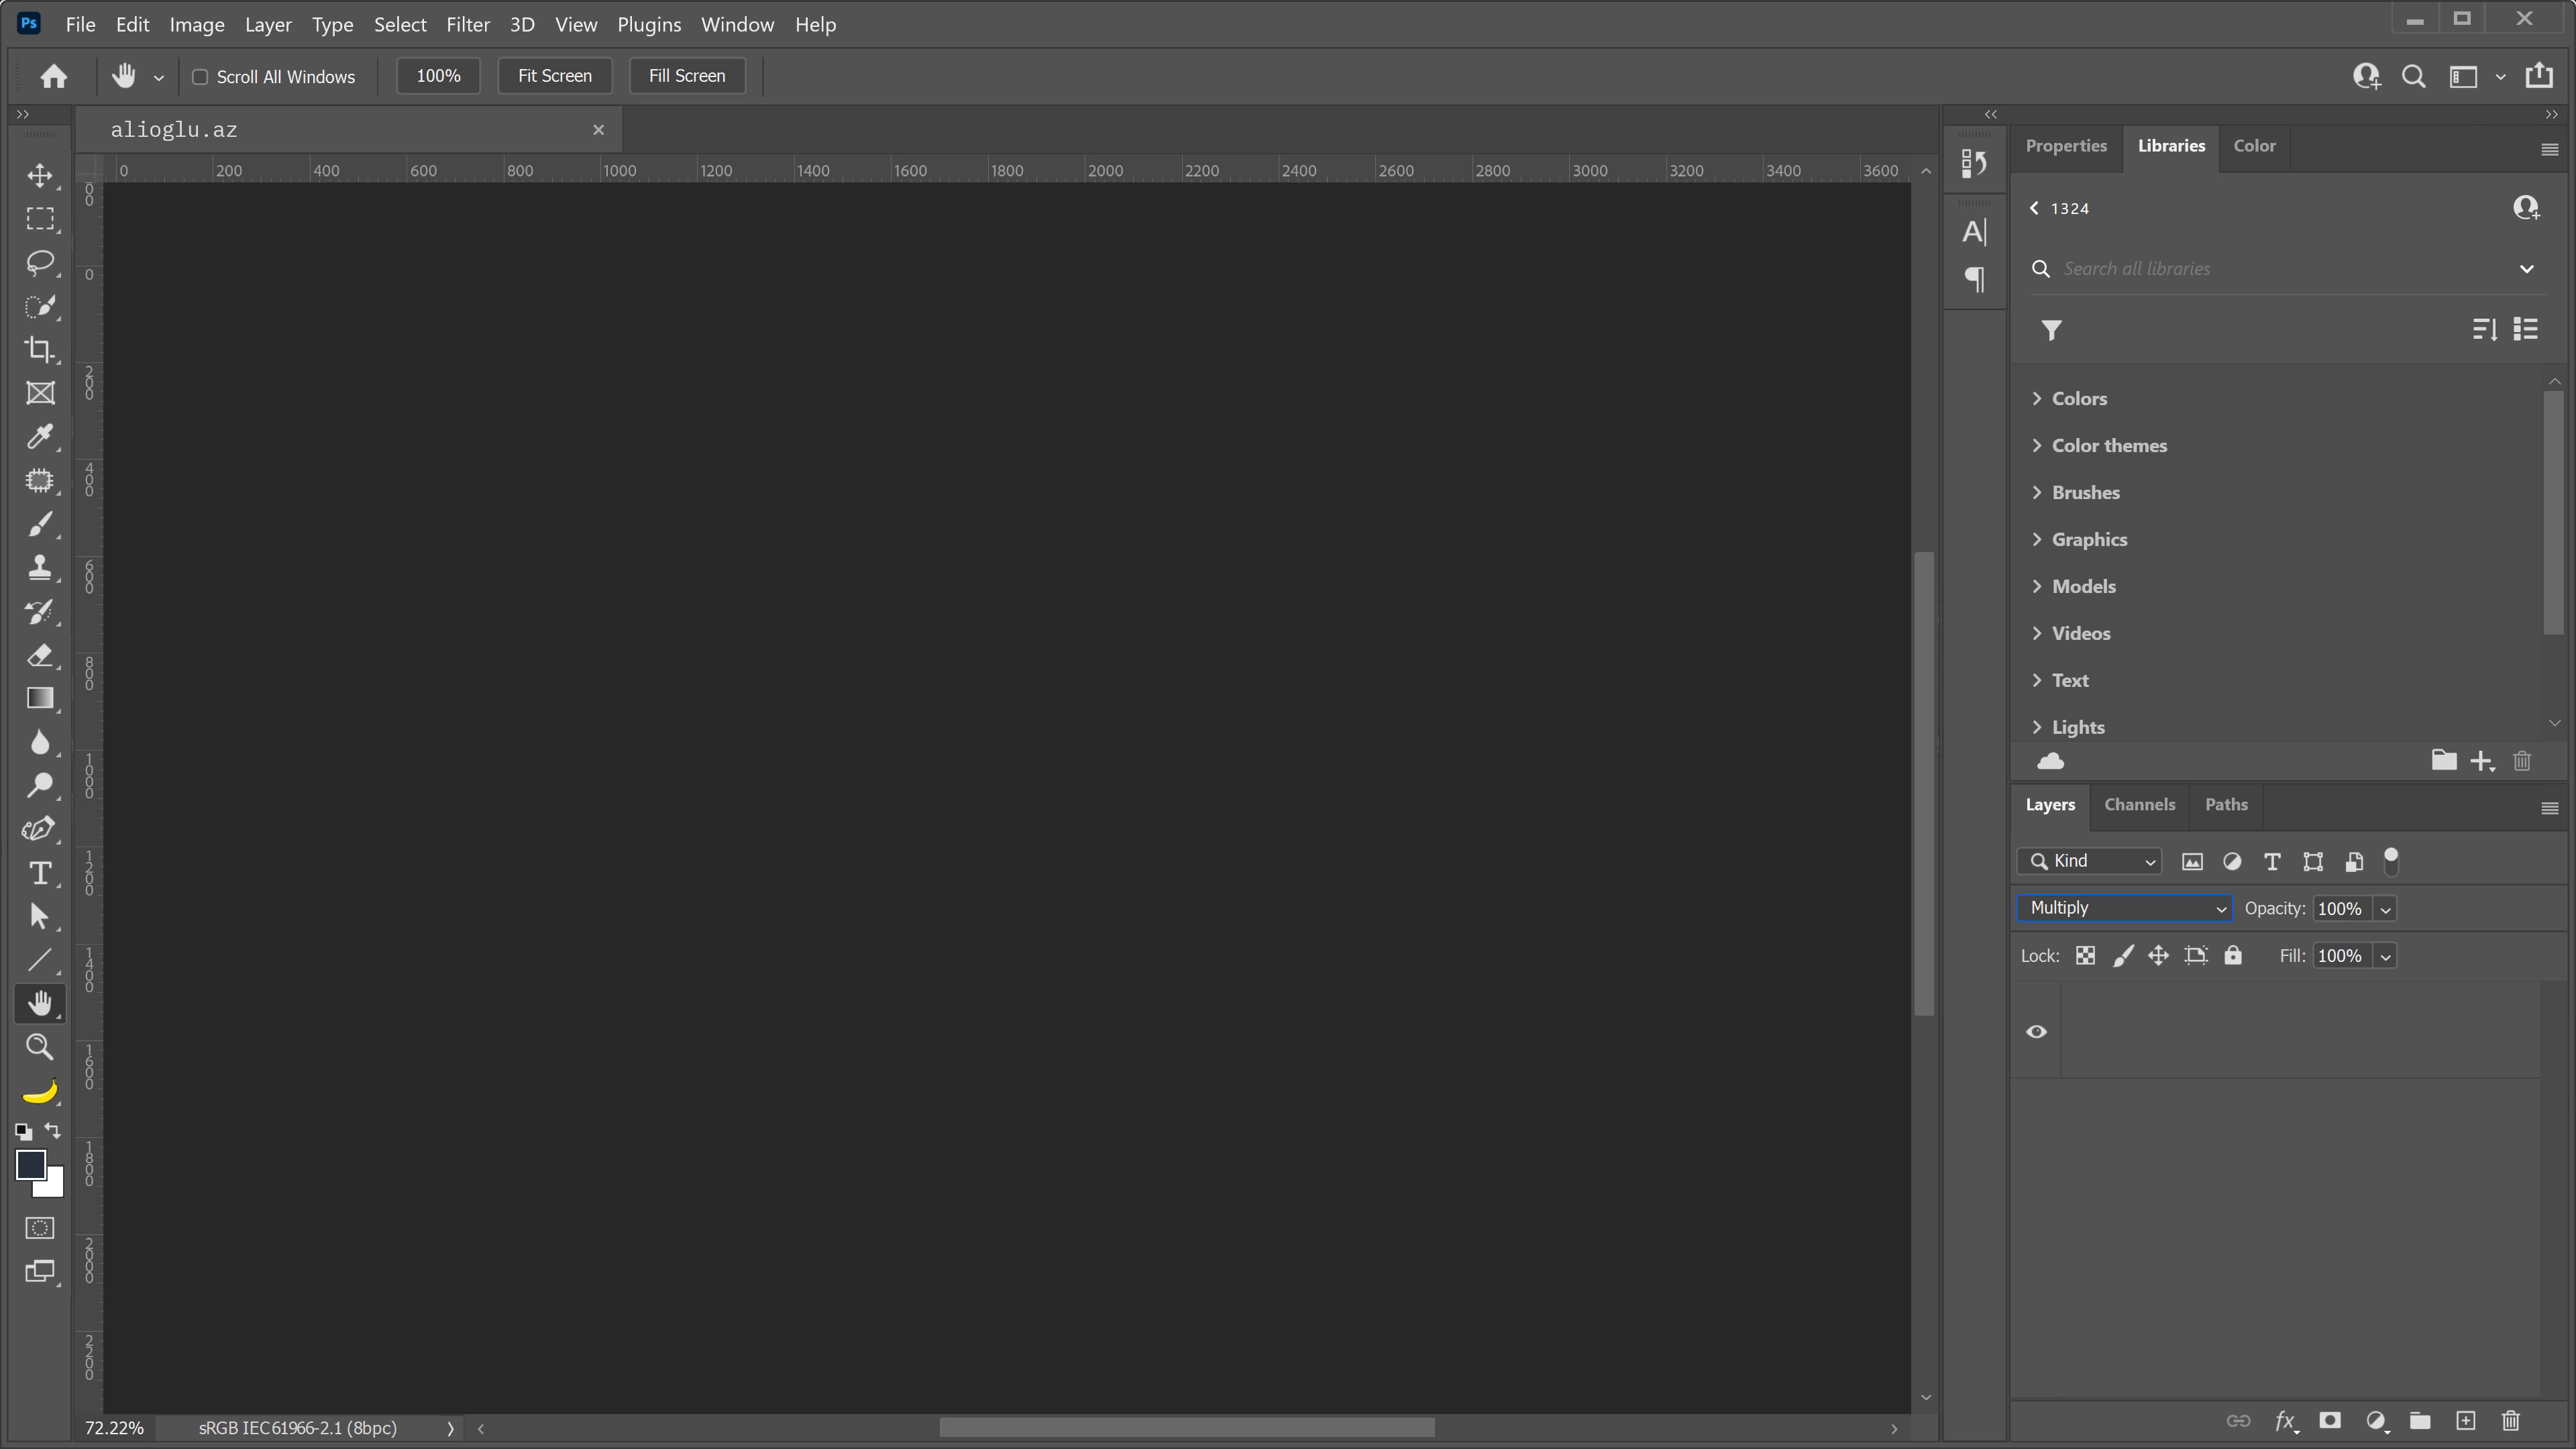 Ps File Edit Image Layer Type Select Filter 3D View Plugins Window Help
Scroll All Windows 100% Fit Screen Fill Screen
alioglu.az
0 200 400 600 800 1000 1200 1400 1600 1800 2000 2200 2400 2600 2800 3000 3200 3400 3600
0 0
0
200
400
600
800
1000
1200
1400
1600
1800
2000
2200
72.22% sRGB IEC61966-2.1 (8bpc)
Properties Libraries Color
1324
Search all libraries
Colors
Color themes
Brushes
Graphics
Models
Videos
Text
Lights
Layers Channels Paths
Kind
Multiply Opacity: 100%
Lock: Fill: 100%
fx